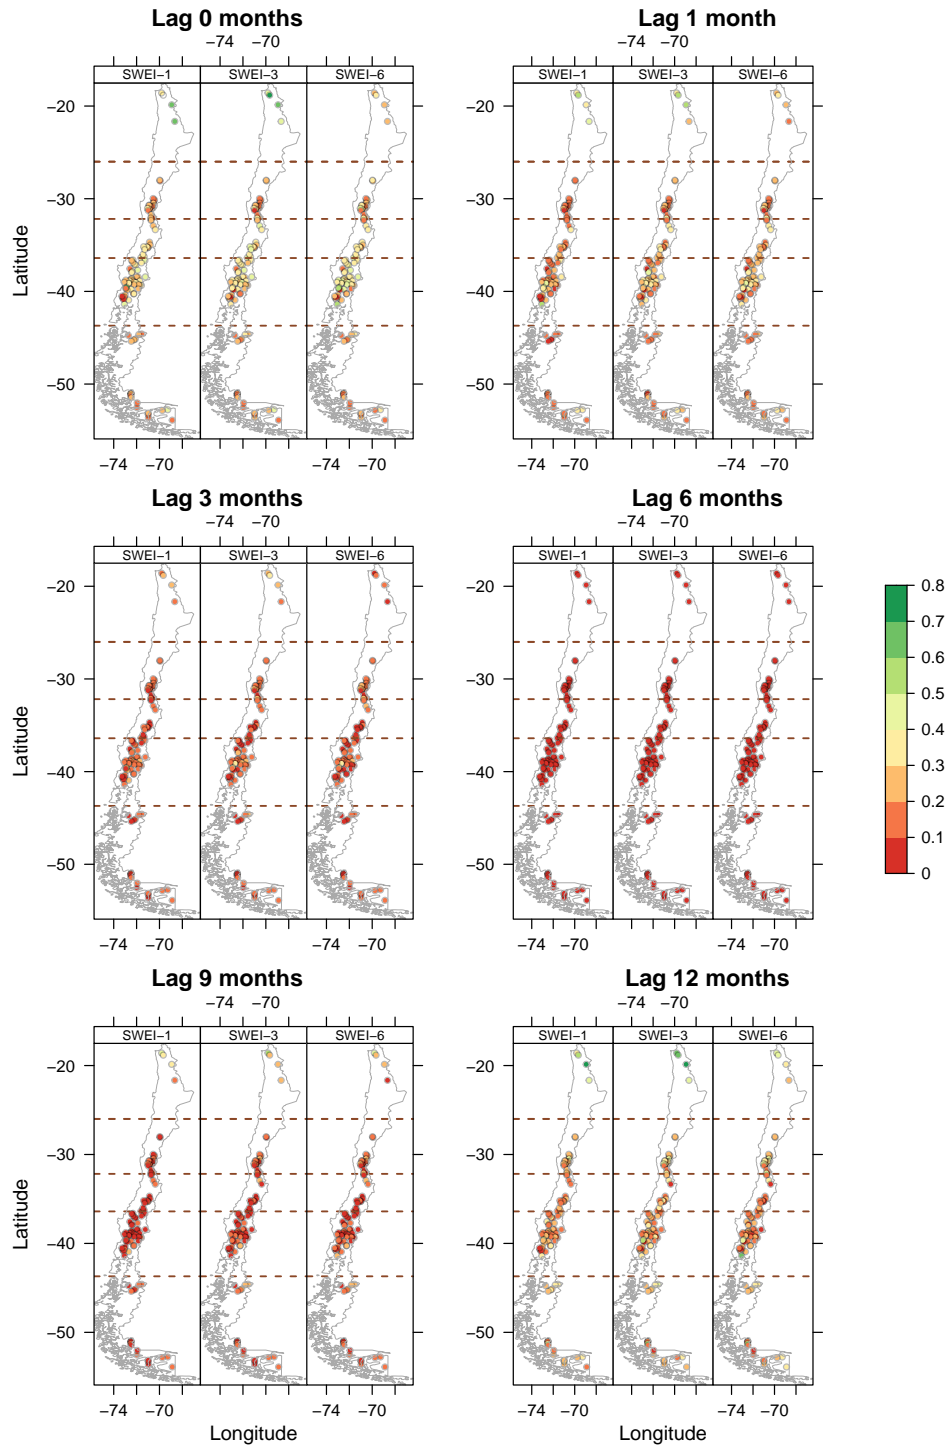 Lag 0 months Lag 1 month
−74 −70 −74 −70
SWEI−1 SWEI−3 SWEI−6 SWEI−1 SWEI−3 SWEI−6
−20 −20
−30 −30
Latitude
−40 −40
−50 −50
−74 −70 −74 −70 −74 −70 −74 −70
Lag 3 months Lag 6 months
−74 −70 −74 −70
SWEI−1 SWEI−3 SWEI−6 SWEI−1 SWEI−3 SWEI−6
−20 −20
−30 −30
Latitude
−40 −40
−50 −50
−74 −70 −74 −70 −74 −70 −74 −70
0.8
0.7
0.6
0.5
0.4
0.3
0.2
0.1
0
Lag 9 months Lag 12 months
−74 −70 −74 −70
SWEI−1 SWEI−3 SWEI−6 SWEI−1 SWEI−3 SWEI−6
−20 −20
−30 −30
Latitude
−40 −40
−50 −50
−74 −70 −74 −70 −74 −70 −74 −70
Longitude Longitude